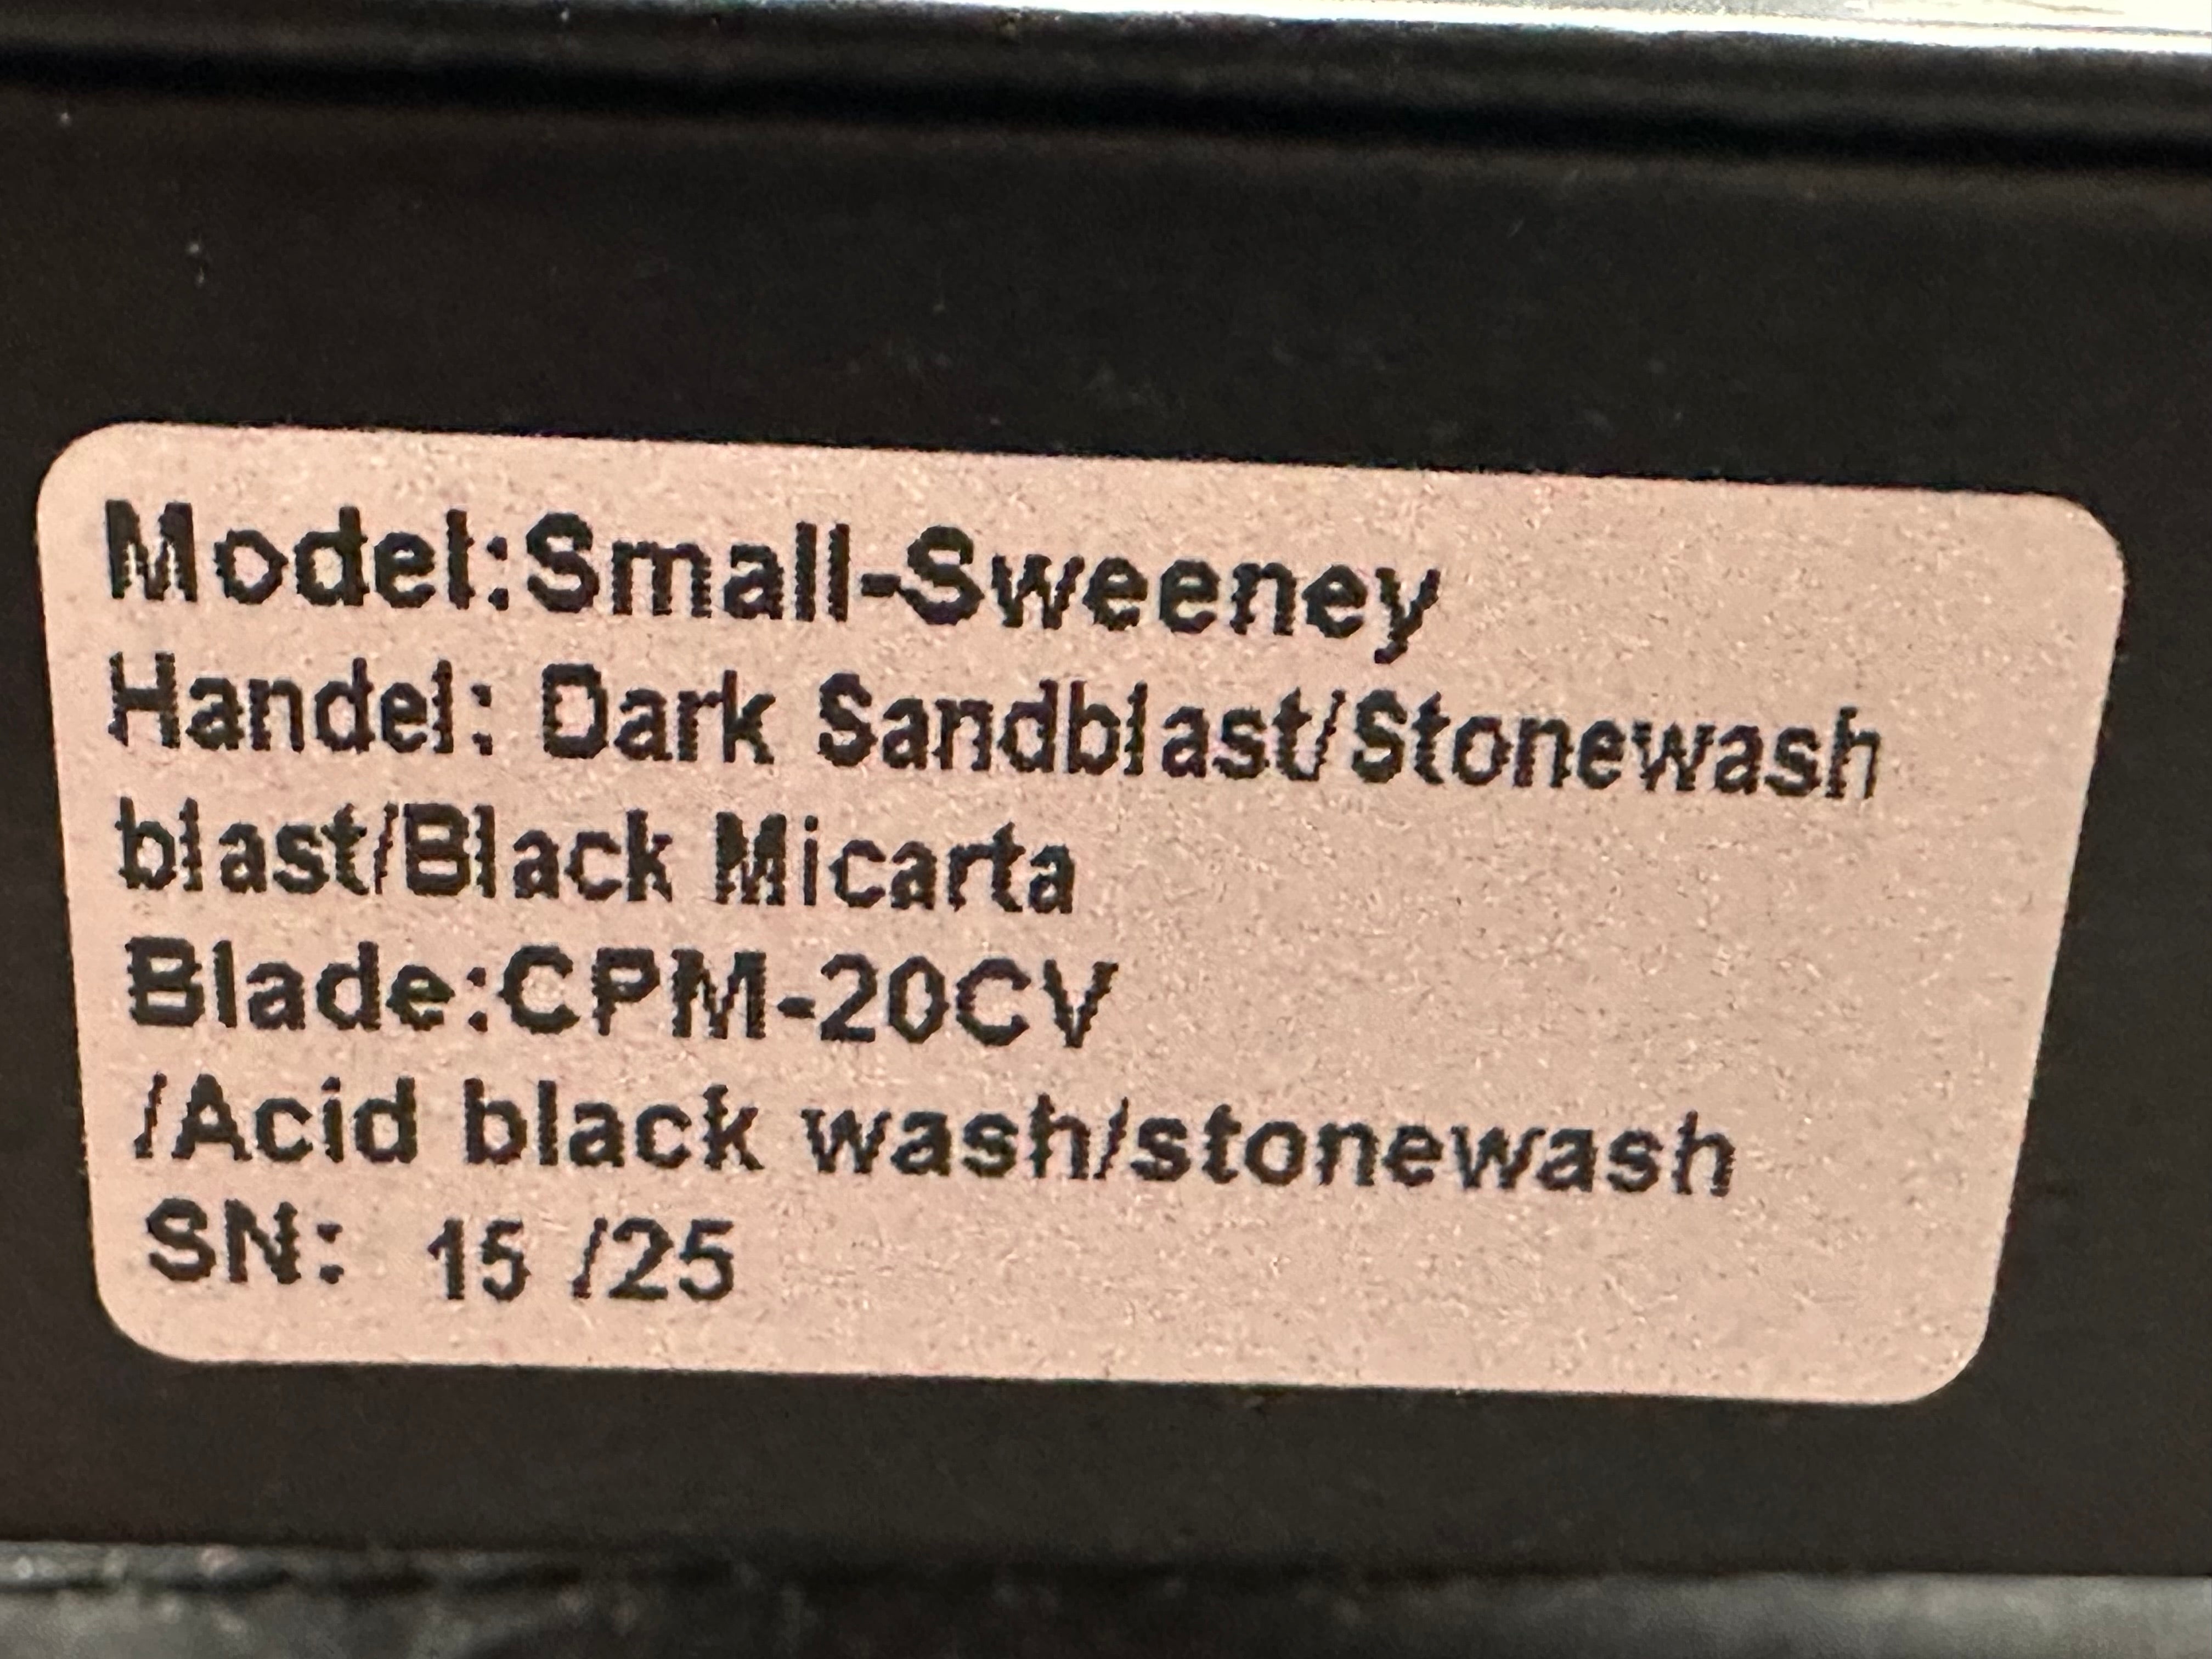 Model:Small-Sweeney
Handel: Dark Sandblast/Stonewash
blast/Black Micarta
Blade:CPM-20CV
/Acid black wash/stonewash
SN: 15 /25